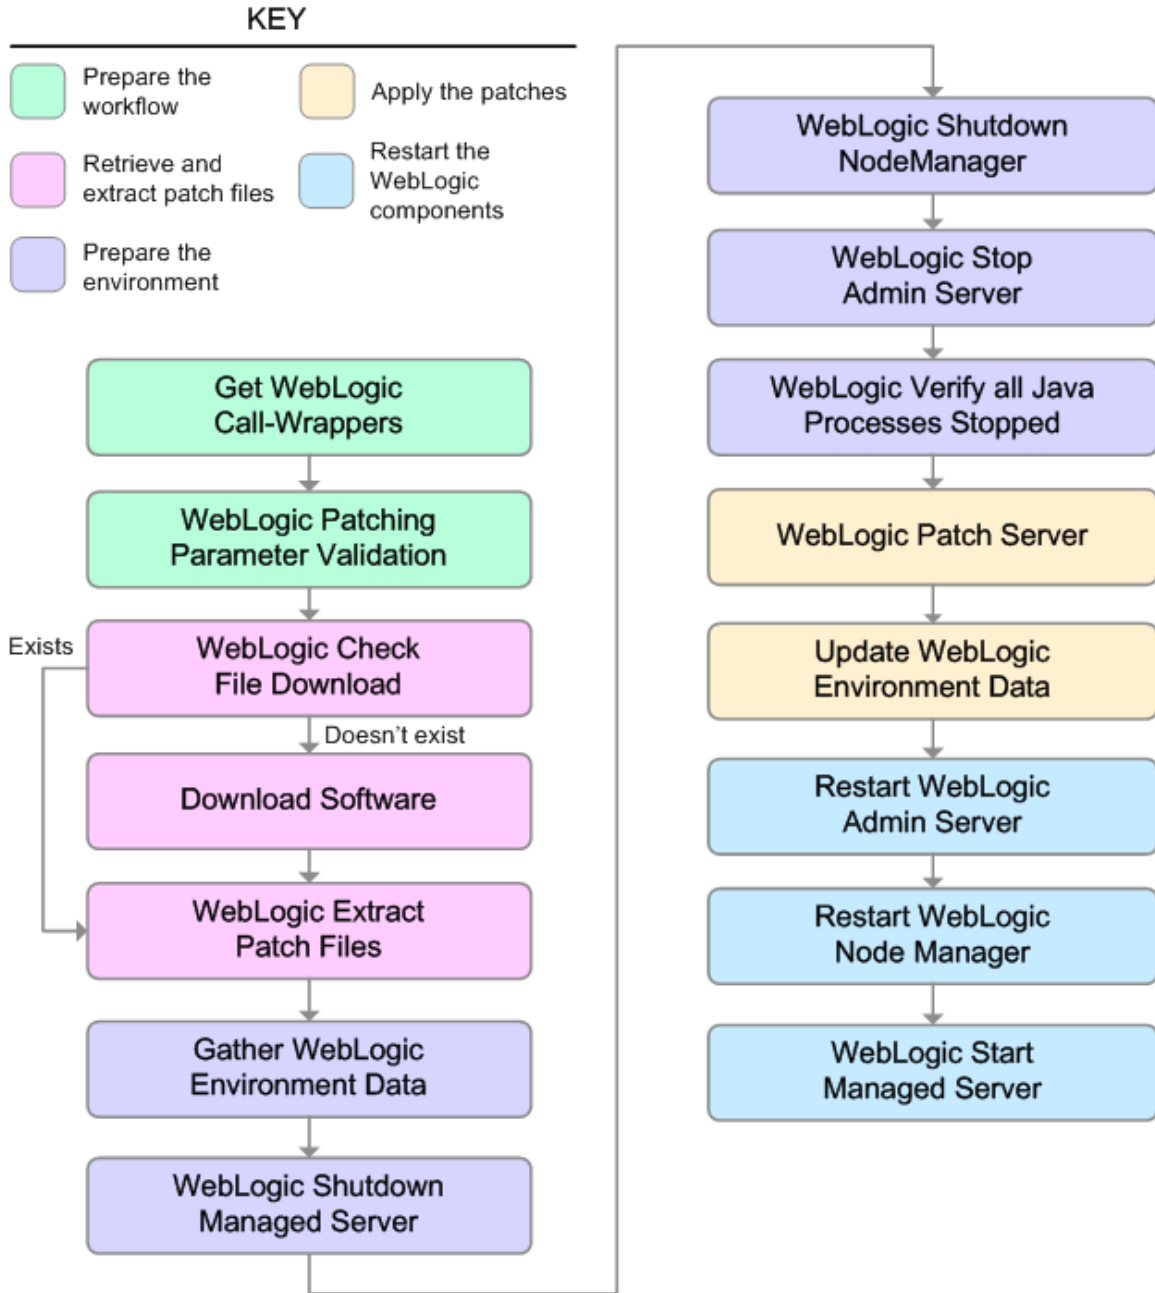 KEY
Prepare the
workflow
Retrieve and
extract patch files
Prepare the
environment
Apply the patches
Restart the
WebLogic
components
Get WebLogic
Call-Wrappers
WebLogic Patching
Parameter Validation
Exists
WebLogic Check
File Download
Doesn't exist
Download Software
WebLogic Extract
Patch Files
Gather WebLogic
Environment Data
WebLogic Shutdown
Managed Server
WebLogic Shutdown
NodeManager
WebLogic Stop
Admin Server
WebLogic Verify all Java
Processes Stopped
WebLogic Patch Server
Update WebLogic
Environment Data
Restart WebLogic
Admin Server
Restart WebLogic
Node Manager
WebLogic Start
Managed Server